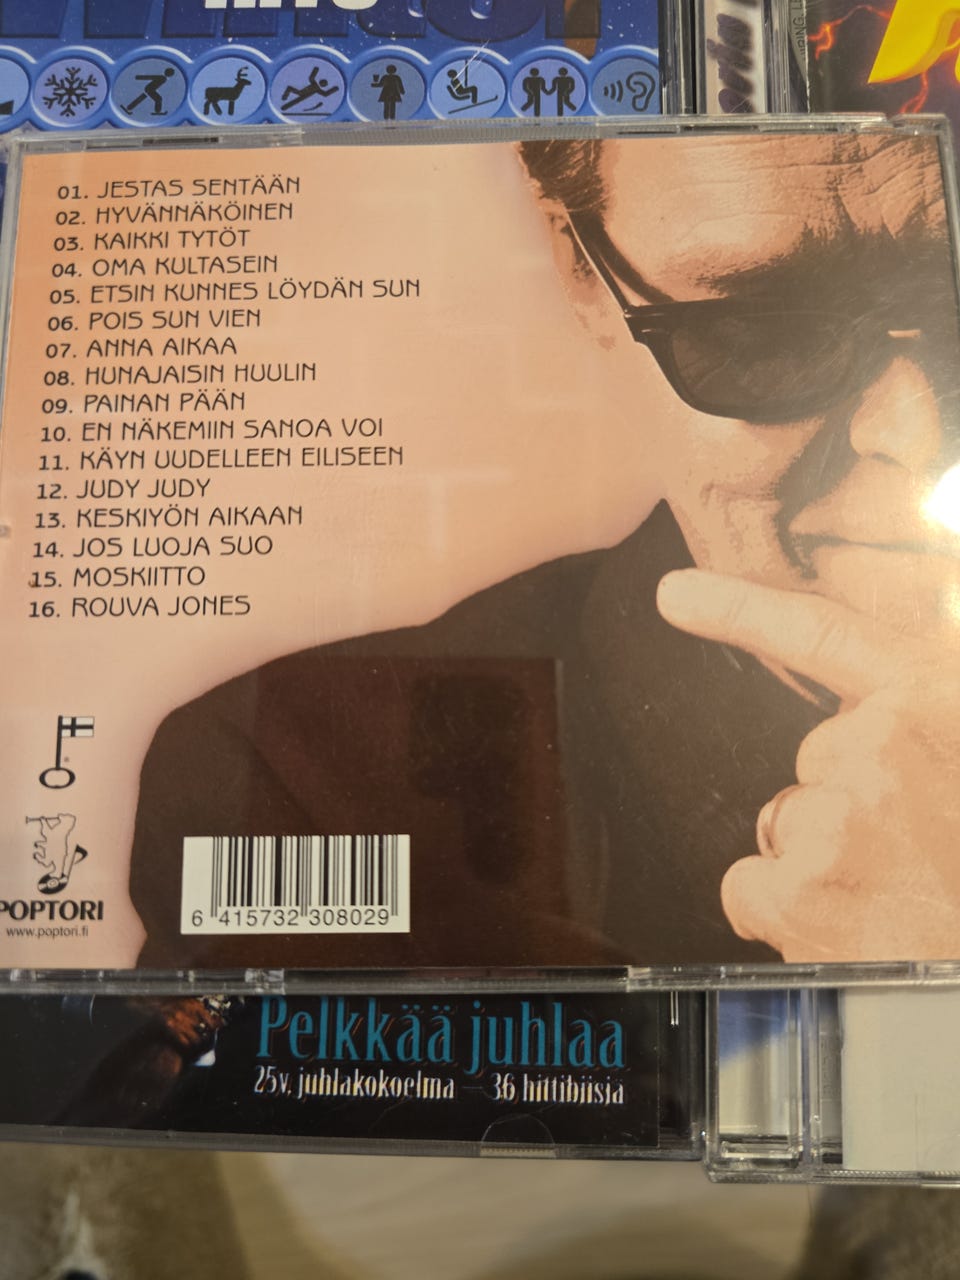 01. JESTAS SENTÄÄN
02. HYVÄNNÄKÖINEN
03. KAIKKI TYTÖT
04. OMA KULTASEIN
05. ETSIN KUNNES LÖYDÄN SUN
06. POIS SUN VIEN
07. ANNA AIKAA
08. HUNAJAISIN HUULIN
09. PAINAN PÄÄN
10. EN NÄKEMIIN SANOA VOI
11. KÄYN UUDELLEEN EILISEEN
12. JUDY JUDY
13. KESKIYÖN AIKAAN
14. JOS LUOJA SUO
15. MOSKIITTO
16. ROUVA JONES
POPTORI
www.poptori.fi
6 415732 308029
Pelkkää juhlaa
25v. juhlakokoelma – 36 hittibiisiä